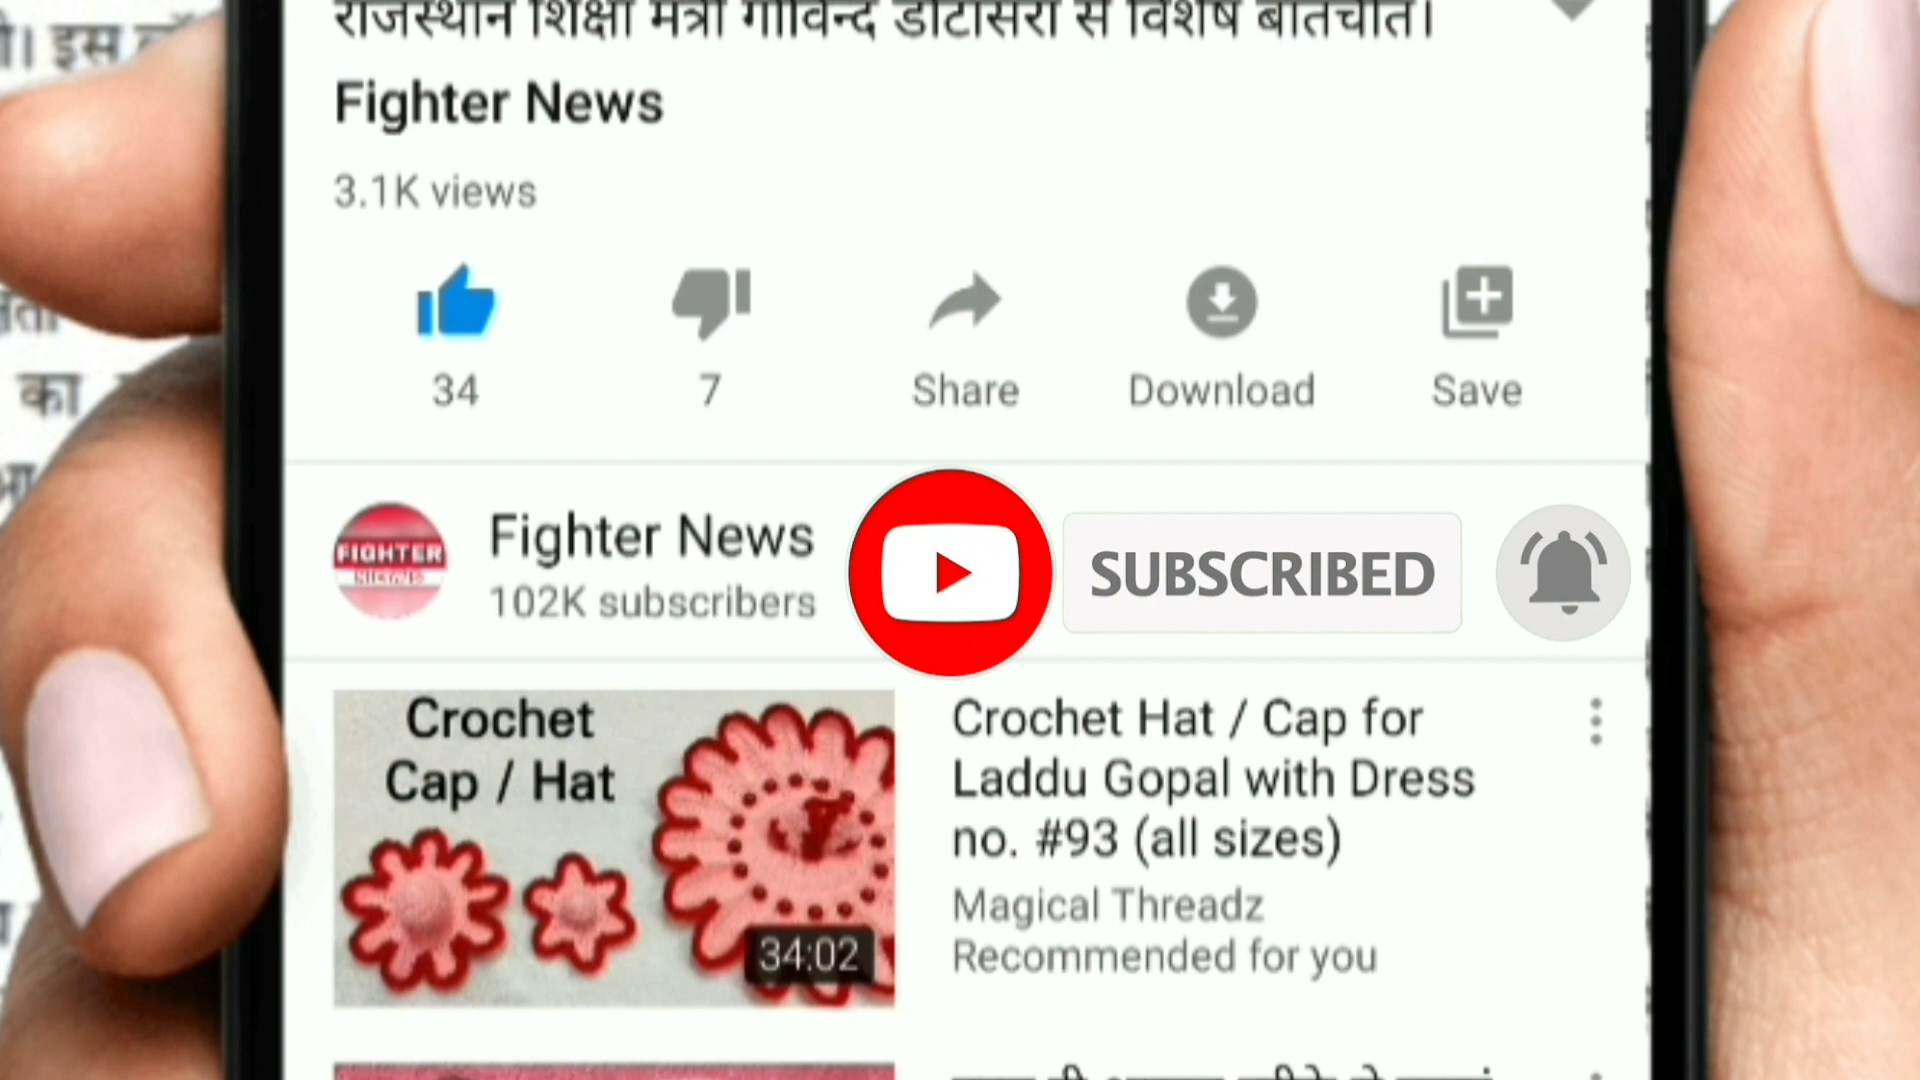 राजस्थान शिक्षा मंत्री गोविन्द डोटासरा से विशेष बातचीत।
Fighter News
3.1K views
34
7
Share
Download
Save
Fighter News
102K subscribers
FIGHTER
SUBSCRIBED
Crochet
Cap / Hat
34:02
Crochet Hat / Cap for
Laddu Gopal with Dress
no. #93 (all sizes)
Magical Threadz
Recommended for you
। इस
का